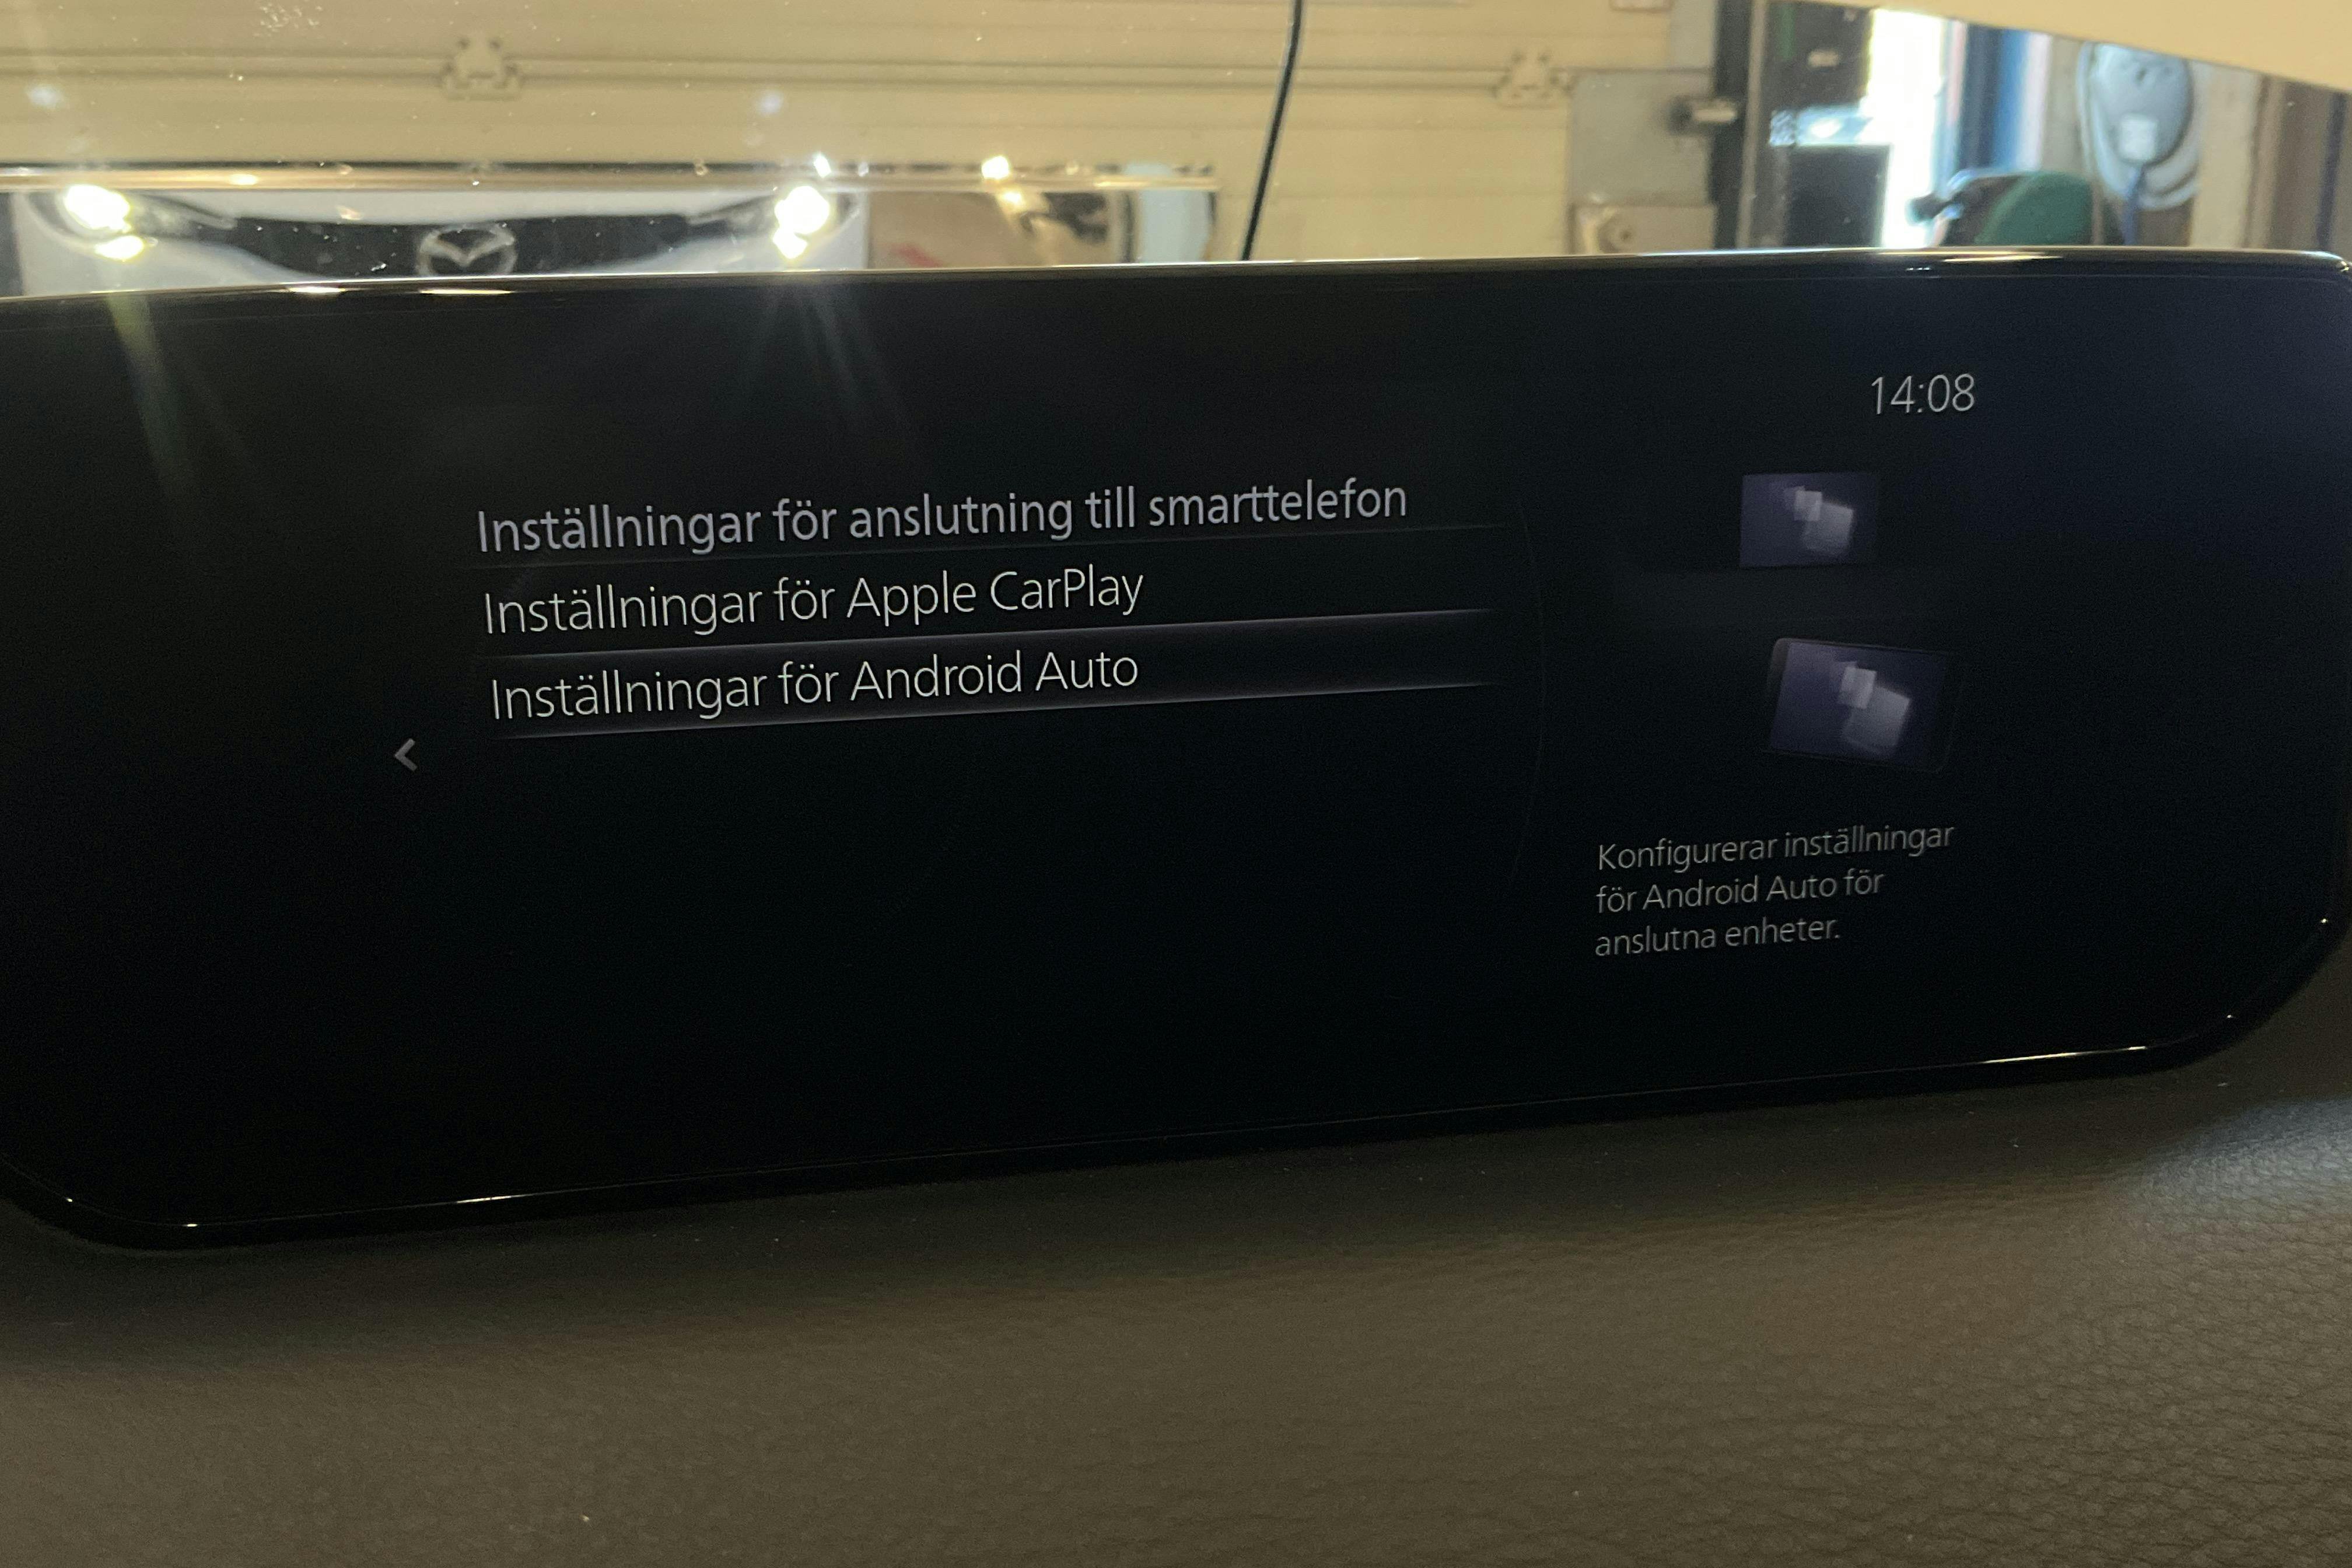 14:08
Inställningar för anslutning till smarttelefon
Inställningar för Apple CarPlay
Inställningar för Android Auto
Konfigurerar inställningar
för Android Auto för
anslutna enheter.